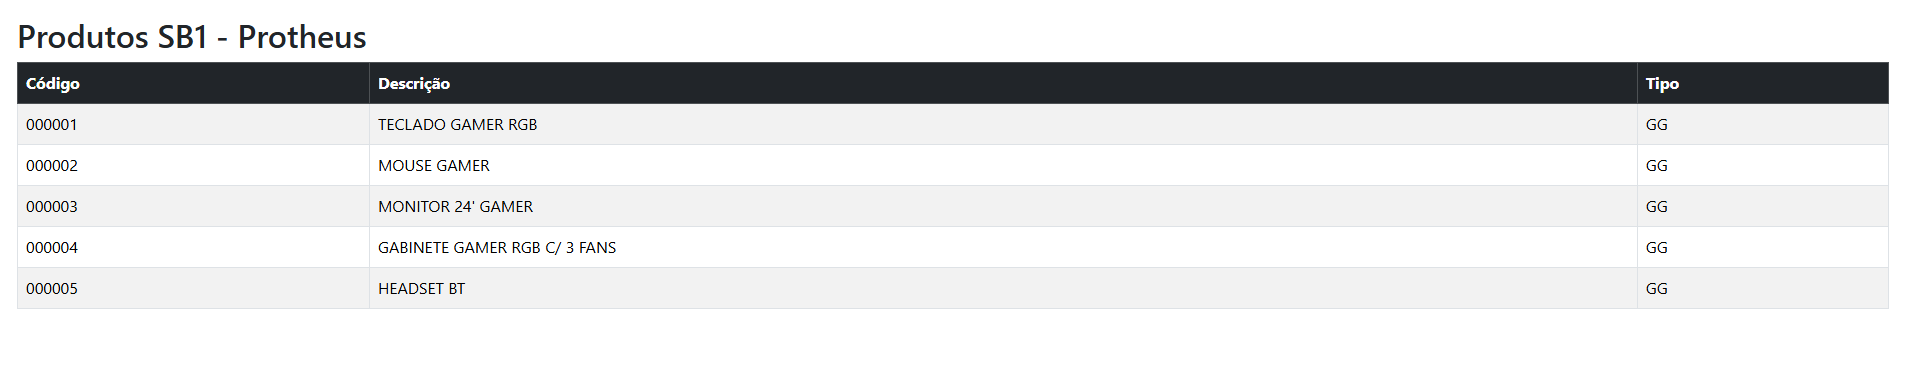 Produtos SB1 - Protheus
Código Descrição Tipo
000001 TECLADO GAMER RGB GG
000002 MOUSE GAMER GG
000003 MONITOR 24' GAMER GG
000004 GABINETE GAMER RGB C/ 3 FANS GG
000005 HEADSET BT GG